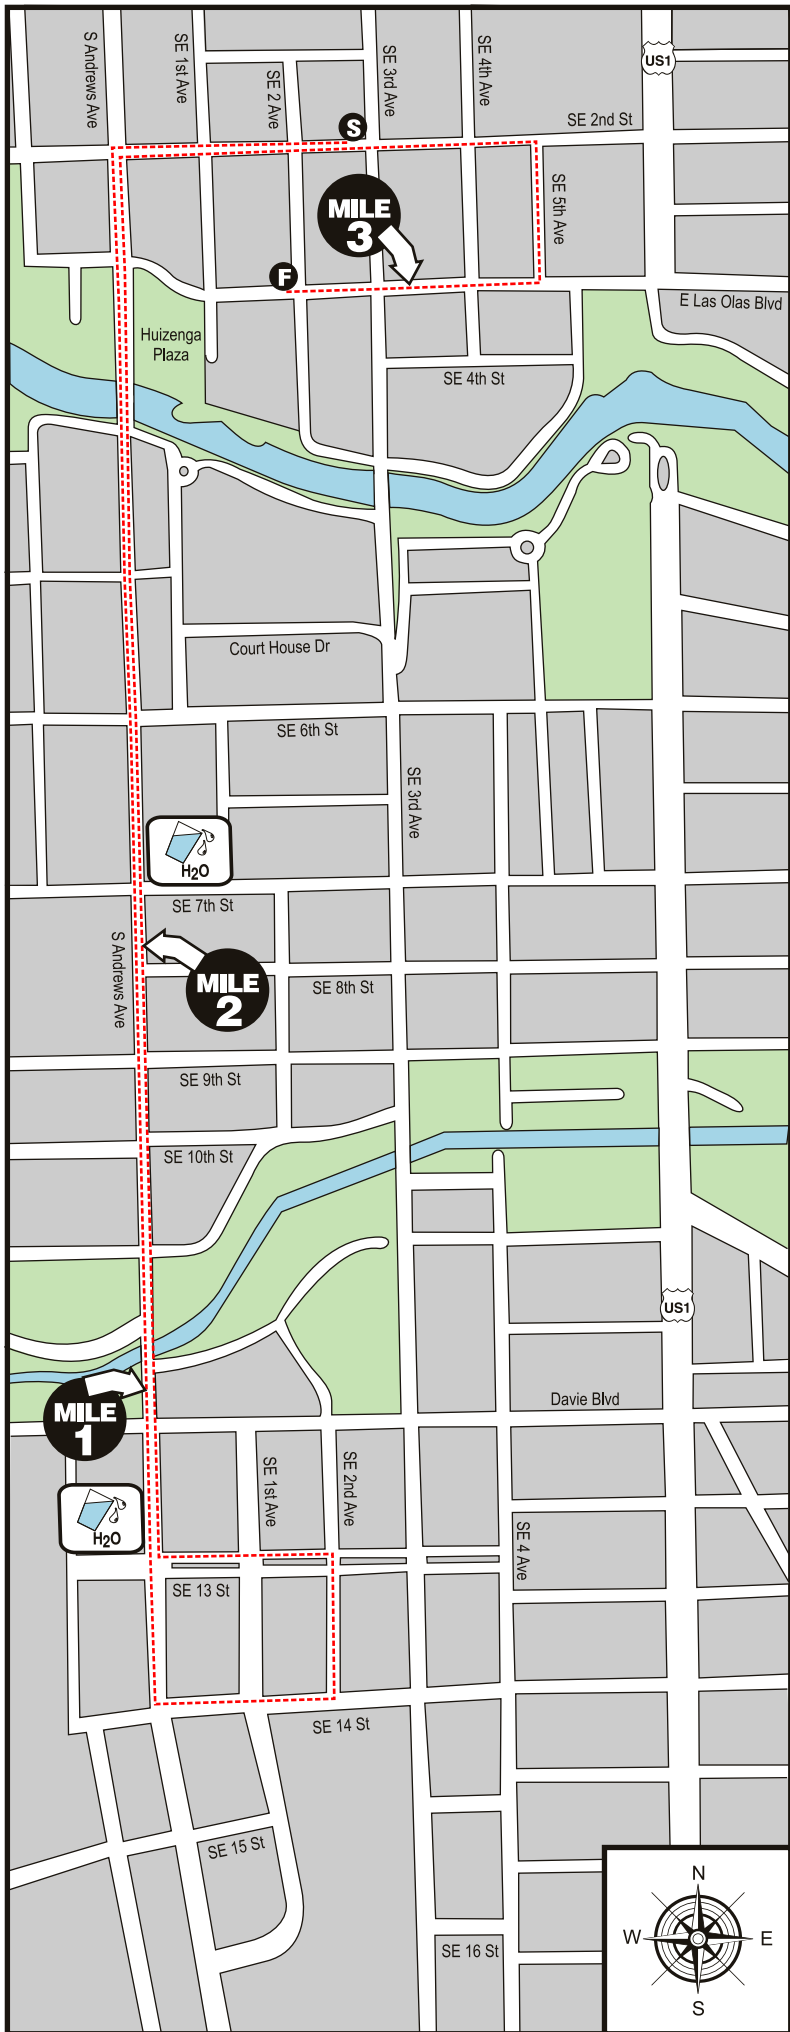 S Andrews Ave
SE 1st Ave
SE 2 Ave
SE 3rd Ave
SE 4th Ave
US1
S
SE 2nd St
MILE
3
SE 5th Ave
F
E Las Olas Blvd
Huizenga
Plaza
SE 4th St
Court House Dr
SE 6th St
SE 3rd Ave
H2O
SE 7th St
S Andrews Ave
MILE
2
SE 8th St
SE 9th St
SE 10th St
US1
MILE
1
Davie Blvd
SE 1st Ave
SE 2nd Ave
H2O
SE 4 Ave
SE 13 St
SE 14 St
SE 15 St
SE 16 St
N
W
E
S